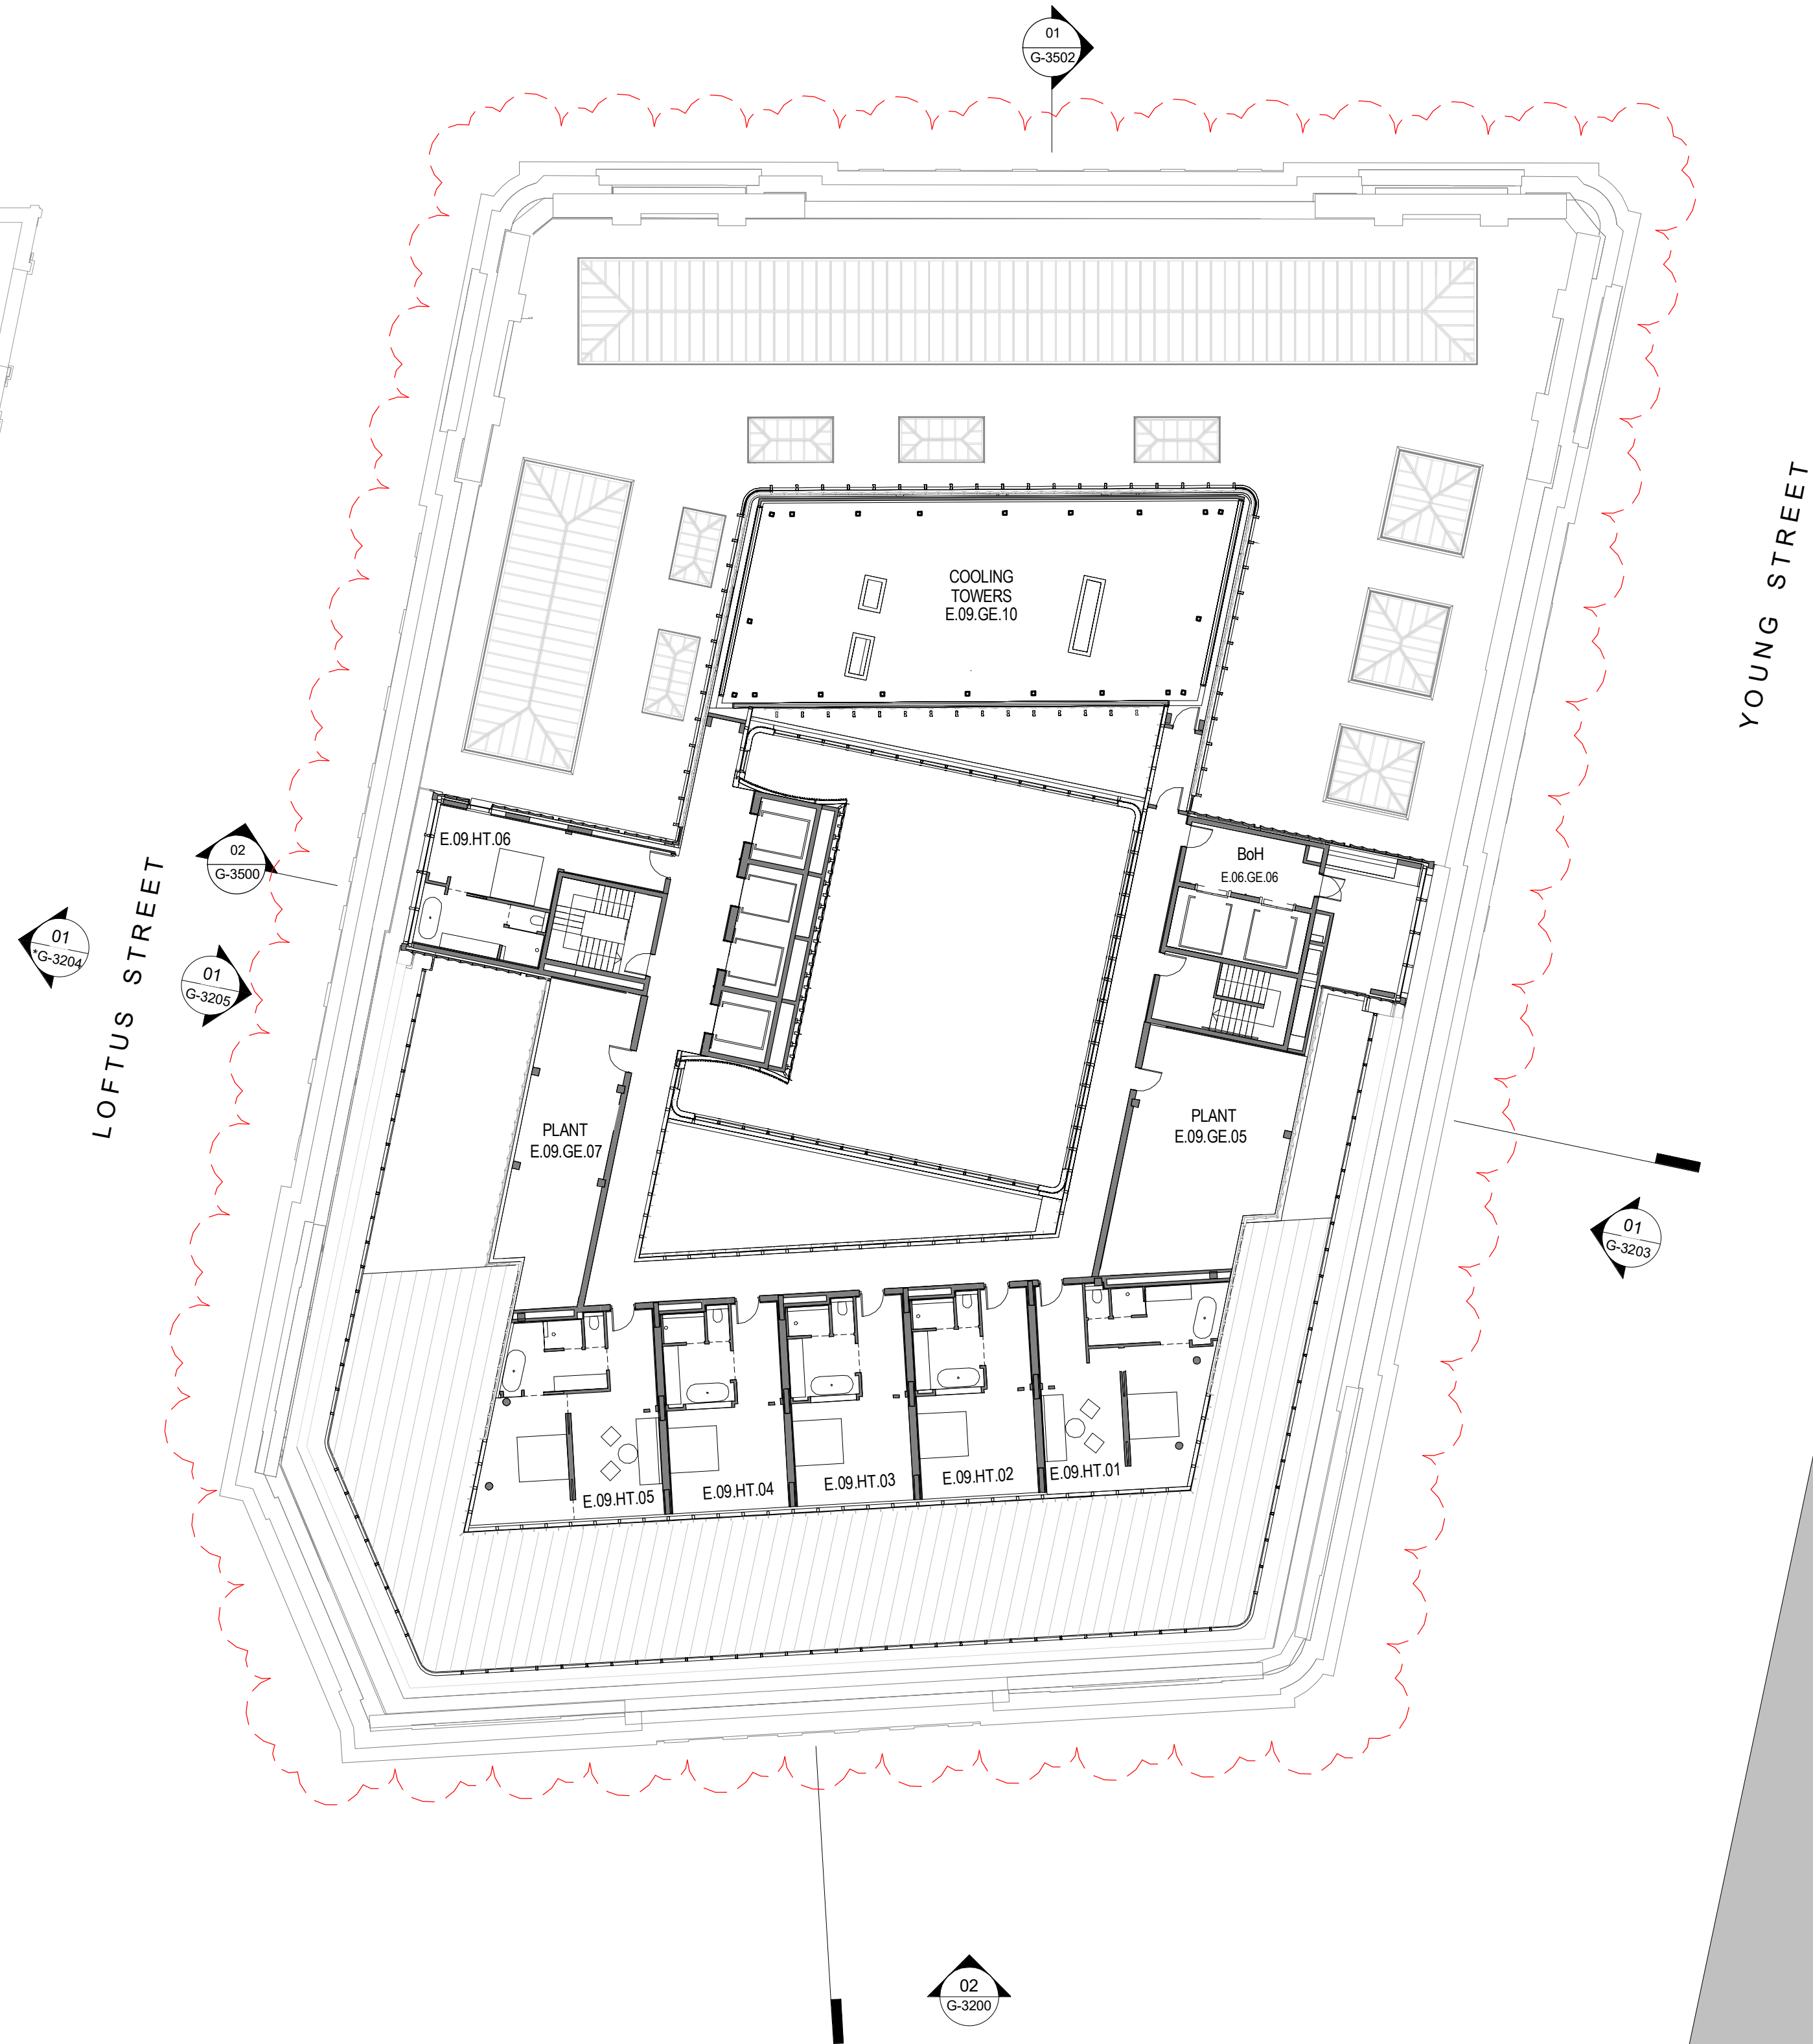 01
G-3502
YOUNG STREET
COOLING
TOWERS
E.09.GE.10
E.09.HT.06
BoH
E.06.GE.06
02
G-3500
01
*G-3204
01
G-3205
LOFTUS STREET
PLANT
E.09.GE.07
PLANT
E.09.GE.05
01
G-3203
E.09.HT.05
E.09.HT.04
E.09.HT.03
E.09.HT.02
E.09.HT.01
02
G-3200